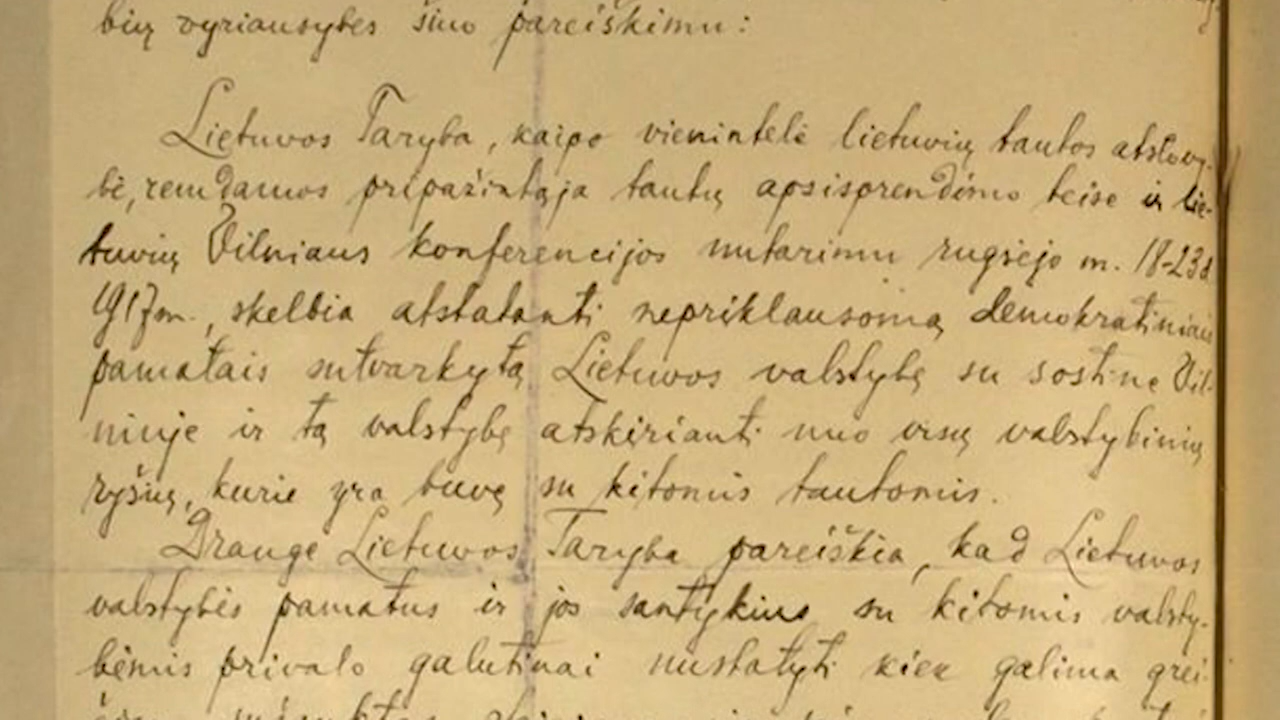 bių vyriausybes šiuo pareiškimu:
Lietuvos Taryba, kaipo vienintelė lietuvių tautos atstovy-
bė, remdamos pripažintąja tautų apsisprendimo teise ir lie-
tuvių Vilniaus konferencijos nutarimu rugsėjo m. 18-23 d.
1917 m., skelbia atstatanti nepriklausomą demokratiniais
pamatais sutvarkytą Lietuvos valstybę su sostine Vil-
niuje ir tą valstybę atskirianti nuo visų valstybinių
ryšių, kurie yra buvę su kitomis tautomis.
Drauge Lietuvos Taryba pareiškia, kad Lietuvos
valstybės pamatus ir jos santykius su kitomis valsty-
bėmis privalo galutinai nustatyti kiek galima grei-